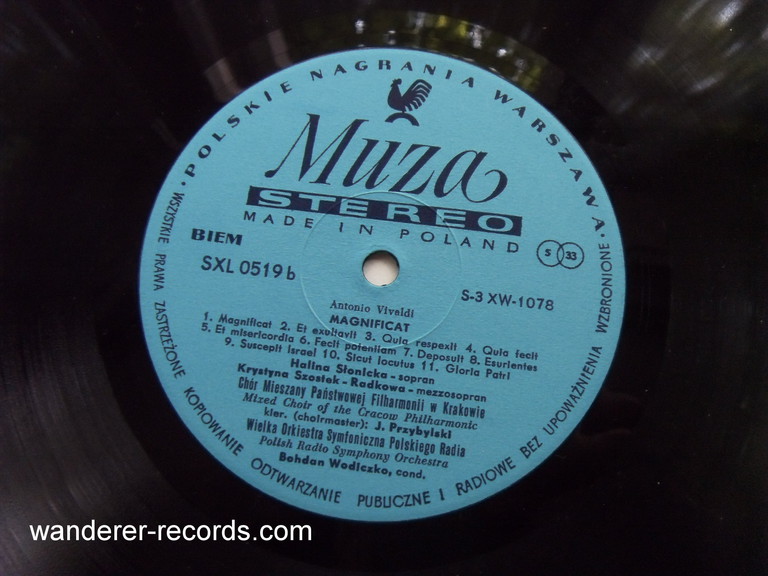 POLSKIE NAGRANIA WARSZAWA
Muza
STEREO
MADE IN POLAND
BIEM
S 33
SXL 0519 b
S-3 XW-1078
Antonio Vivaldi
MAGNIFICAT
1. Magnificat 2. Et exultavit 3. Quia respexit 4. Quia fecit
5. Et misericordia 6. Fecit potentiam 7. Deposuit 8. Esurientes
9. Suscepit Israel 10. Sicut locutus 11. Gloria Patri
Halina Słonicka - sopran
Krystyna Szostek - Radkowa - mezzosopran
Chór Mieszany Państwowej Filharmonii w Krakowie
Mixed Choir of the Cracow Philharmonic
kier. (choirmaster): J. Przybylski
Wielka Orkiestra Symfoniczna Polskiego Radia
Polish Radio Symphony Orchestra
Bohdan Wodiczko, cond.
WSZYSTKIE PRAWA ZASTRZEŻONE KOPIOWANIE ODTWARZANIE PUBLICZNE I RADIOWE BEZ UPOWAŻNIENIA WZBRONIONE
wanderer-records.com